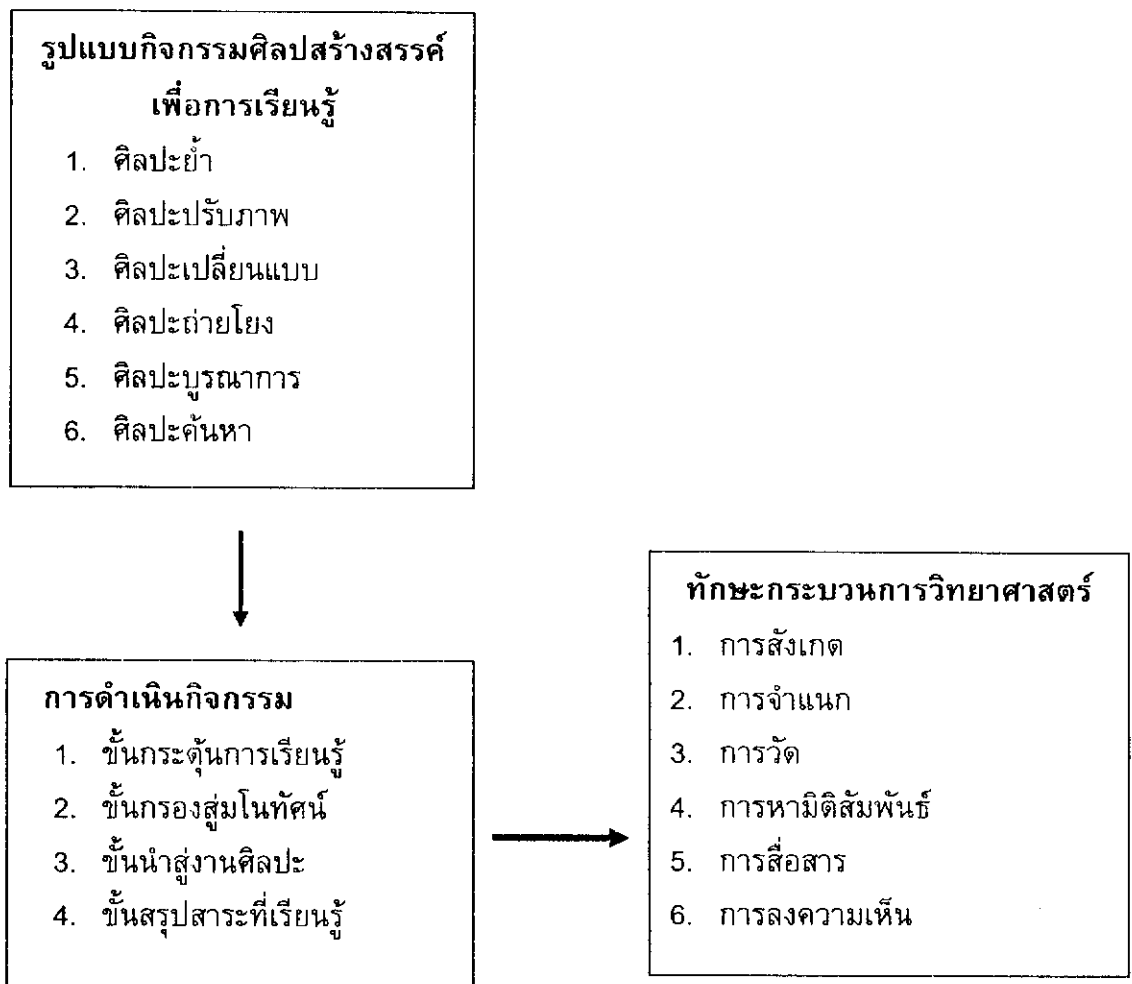 รูปแบบกิจกรรมศิลปสร้างสรรค์
เพื่อการเรียนรู้
1. ศิลปะย้ำ
2. ศิลปะปรับภาพ
3. ศิลปะเปลี่ยนแบบ
4. ศิลปะถ่ายโยง
5. ศิลปะบูรณาการ
6. ศิลปะค้นหา
การดำเนินกิจกรรม
1. ขั้นกระตุ้นการเรียนรู้
2. ขั้นกรองสู่มโนทัศน์
3. ขั้นนำสู่งานศิลปะ
4. ขั้นสรุปสาระที่เรียนรู้
ทักษะกระบวนการวิทยาศาสตร์
1. การสังเกต
2. การจำแนก
3. การวัด
4. การหามิติสัมพันธ์
5. การสื่อสาร
6. การลงความเห็น